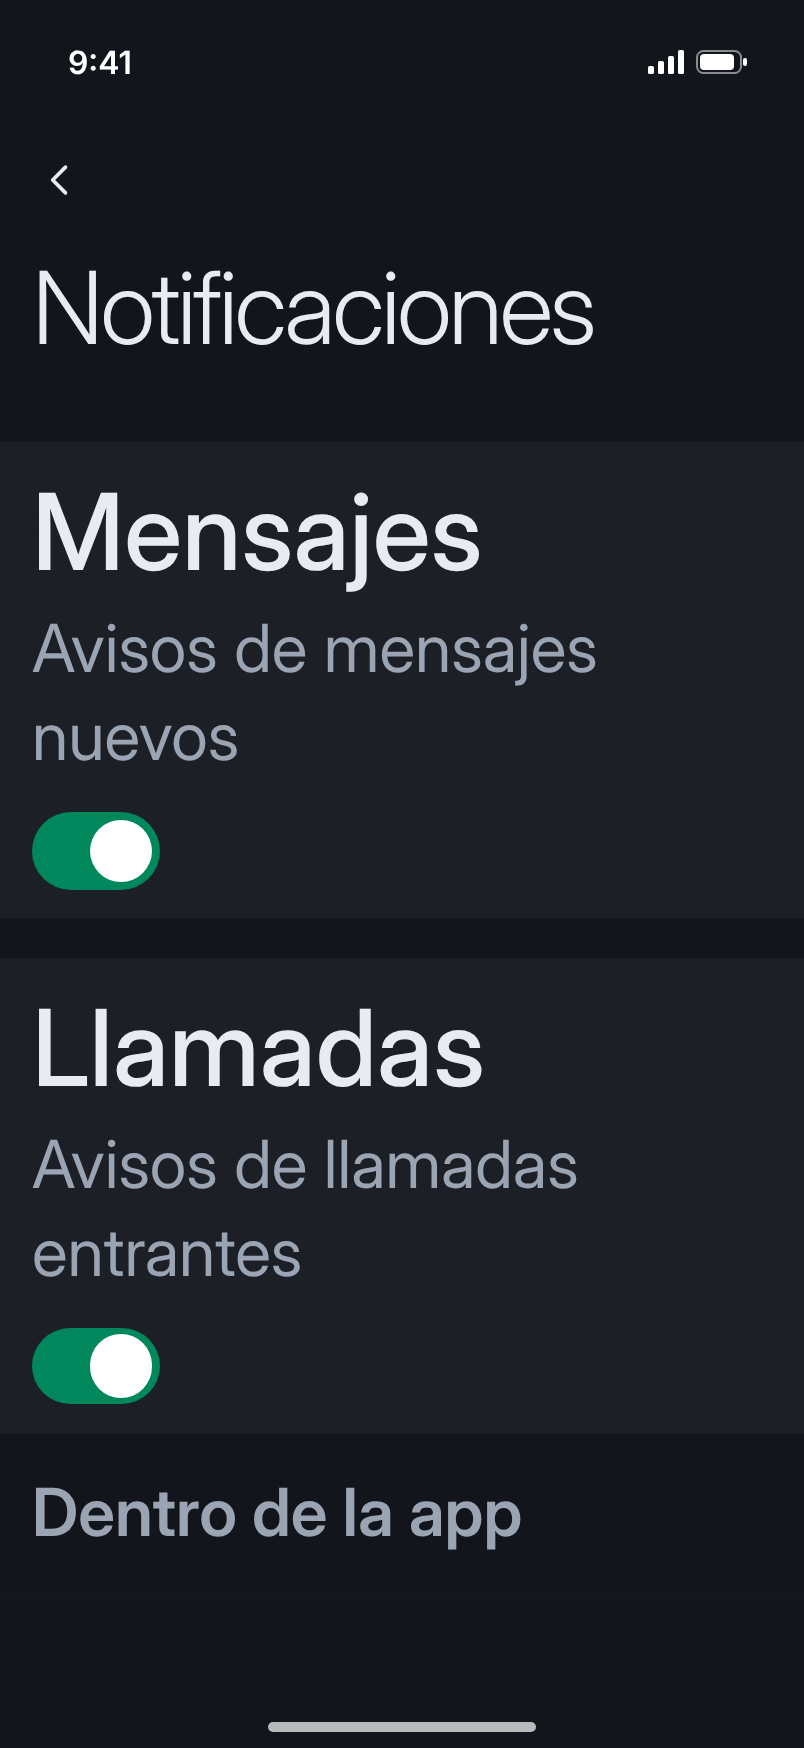 9:41
Notificaciones
Mensajes
Avisos de mensajes
nuevos
Llamadas
Avisos de llamadas
entrantes
Dentro de la app